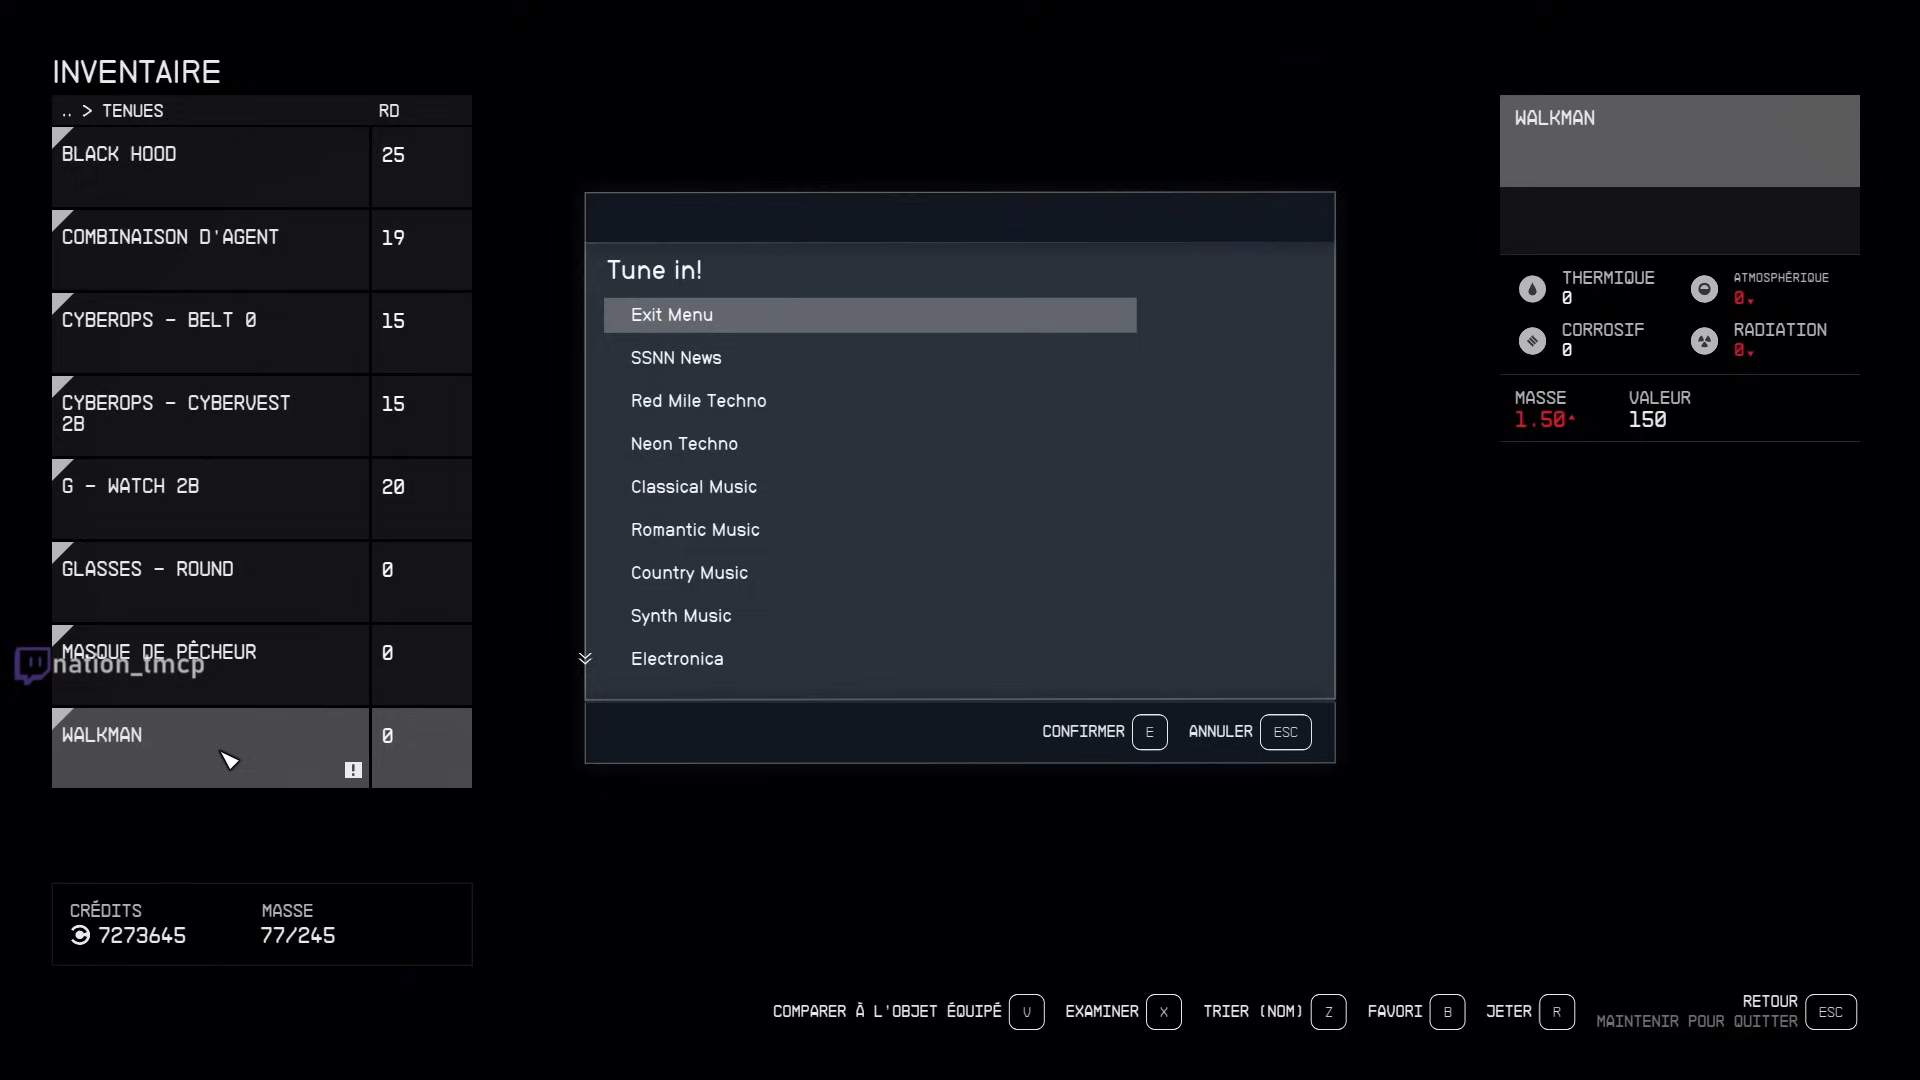 INVENTAIRE
.. > TENUES RD
BLACK HOOD 25
COMBINAISON D'AGENT 19
CYBEROPS - BELT 0 15
CYBEROPS - CYBERVEST 15
2B
G - WATCH 2B 20
GLASSES - ROUND 0
MASQUE DE PÊCHEUR 0
nation_tmcp
WALKMAN 0
!
CRÉDITS MASSE
7273645 77/245
Tune in!
Exit Menu
SSNN News
Red Mile Techno
Neon Techno
Classical Music
Romantic Music
Country Music
Synth Music
Electronica
CONFIRMER E ANNULER ESC
WALKMAN
THERMIQUE ATMOSPHÉRIQUE
0 0
CORROSIF RADIATION
0 0
MASSE VALEUR
1.50 150
COMPARER À L'OBJET ÉQUIPÉ V EXAMINER X TRIER (NOM) Z FAVORI B JETER R RETOUR ESC
MAINTENIR POUR QUITTER